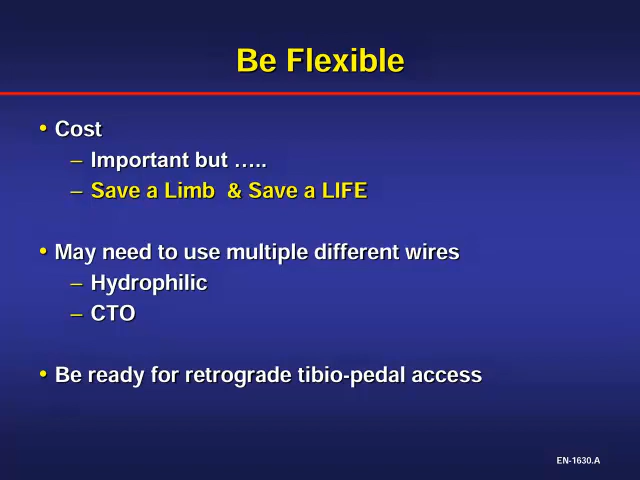 Be Flexible
• Cost
– Important but …..
– Save a Limb & Save a LIFE
• May need to use multiple different wires
– Hydrophilic
– CTO
• Be ready for retrograde tibio-pedal access
EN-1630.A